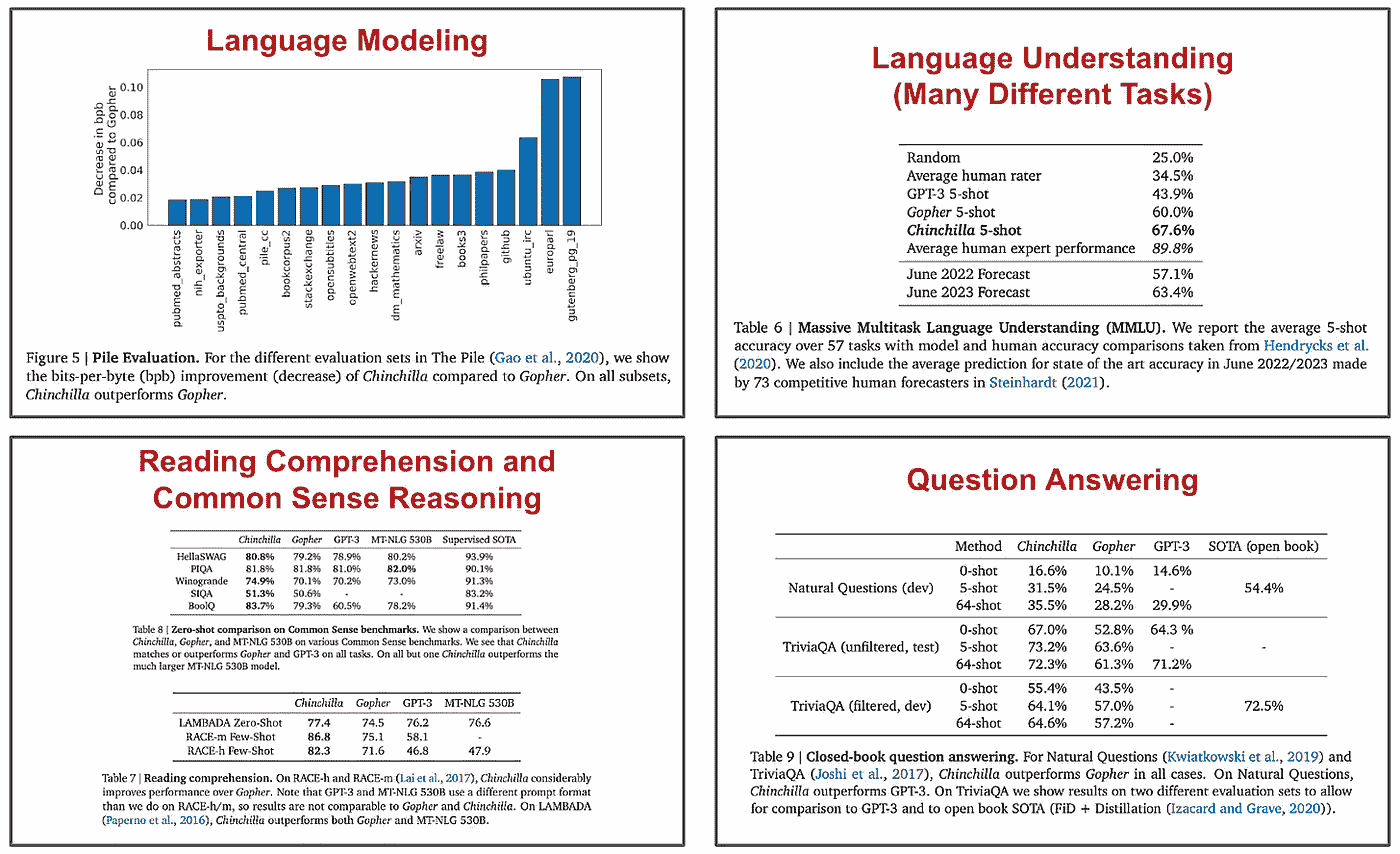 Language Modeling
Decrease in bpb
compared to Gopher
0.10
0.08
0.06
0.04
0.02
0.00
pubmed_abstracts
nih_exporter
uspto_backgrounds
pubmed_central
pile_cc
bookcorpus2
stackexchange
opensubtitles
openwebtext2
hackernews
dm_mathematics
arxiv
freelaw
books3
philpapers
github
ubuntu_irc
europarl
gutenberg_pg_19
Figure 5 | Pile Evaluation. For the different evaluation sets in The Pile (Gao et al., 2020), we show
the bits-per-byte (bpb) improvement (decrease) of Chinchilla compared to Gopher. On all subsets,
Chinchilla outperforms Gopher.
Language Understanding
(Many Different Tasks)
Random 25.0%
Average human rater 34.5%
GPT-3 5-shot 43.9%
Gopher 5-shot 60.0%
Chinchilla 5-shot 67.6%
Average human expert performance 89.8%
June 2022 Forecast 57.1%
June 2023 Forecast 63.4%
Table 6 | Massive Multitask Language Understanding (MMLU). We report the average 5-shot
accuracy over 57 tasks with model and human accuracy comparisons taken from Hendrycks et al.
(2020). We also include the average prediction for state of the art accuracy in June 2022/2023 made
by 73 competitive human forecasters in Steinhardt (2021).
Reading Comprehension and
Common Sense Reasoning
Chinchilla Gopher GPT-3 MT-NLG 530B Supervised SOTA
HellaSWAG 80.8% 79.2% 78.9% 80.2% 93.9%
PIQA 81.8% 81.8% 81.0% 82.0% 90.1%
Winogrande 74.9% 70.1% 70.2% 73.0% 91.3%
SIQA 51.3% 50.6% - - 83.2%
BoolQ 83.7% 79.3% 60.5% 78.2% 91.4%
Table 8 | Zero-shot comparison on Common Sense benchmarks. We show a comparison between
Chinchilla, Gopher, and MT-NLG 530B on various Common Sense benchmarks. We see that Chinchilla
matches or outperforms Gopher and GPT-3 on all tasks. On all but one Chinchilla outperforms the
much larger MT-NLG 530B model.
Chinchilla Gopher GPT-3 MT-NLG 530B
LAMBADA Zero-Shot 77.4 74.5 76.2 76.6
RACE-m Few-Shot 86.8 75.1 58.1 -
RACE-h Few-Shot 82.3 71.6 46.8 47.9
Table 7 | Reading comprehension. On RACE-h and RACE-m (Lai et al., 2017), Chinchilla considerably
improves performance over Gopher. Note that GPT-3 and MT-NLG 530B use a different prompt format
than we do on RACE-h/m, so results are not comparable to Gopher and Chinchilla. On LAMBADA
(Paperno et al., 2016), Chinchilla outperforms both Gopher and MT-NLG 530B.
Question Answering
Method Chinchilla Gopher GPT-3 SOTA (open book)
0-shot 16.6% 10.1% 14.6%
Natural Questions (dev) 5-shot 31.5% 24.5% - 54.4%
64-shot 35.5% 28.2% 29.9%
0-shot 67.0% 52.8% 64.3 %
TriviaQA (unfiltered, test) 5-shot 73.2% 63.6% - -
64-shot 72.3% 61.3% 71.2%
0-shot 55.4% 43.5% -
TriviaQA (filtered, dev) 5-shot 64.1% 57.0% - 72.5%
64-shot 64.6% 57.2% -
Table 9 | Closed-book question answering. For Natural Questions (Kwiatkowski et al., 2019) and
TriviaQA (Joshi et al., 2017), Chinchilla outperforms Gopher in all cases. On Natural Questions,
Chinchilla outperforms GPT-3. On TriviaQA we show results on two different evaluation sets to allow
for comparison to GPT-3 and to open book SOTA (FiD + Distillation (Izacard and Grave, 2020)).